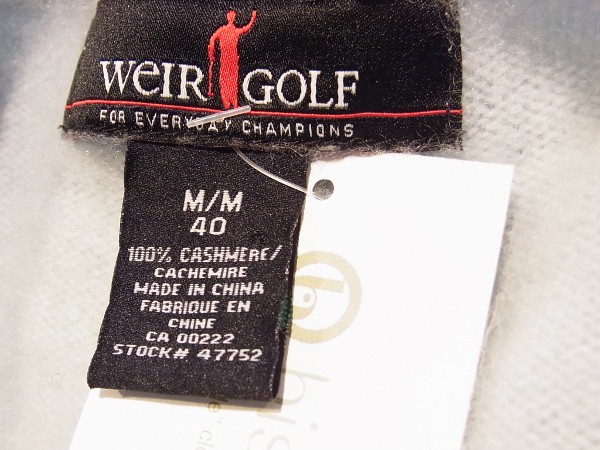 WEIR GOLF
FOR EVERYDAY CHAMPIONS
M/M
40
100% CASHMERE/
CACHEMIRE
MADE IN CHINA
FABRIQUE EN
CHINE
CA 00222
STOCK# 47752
b